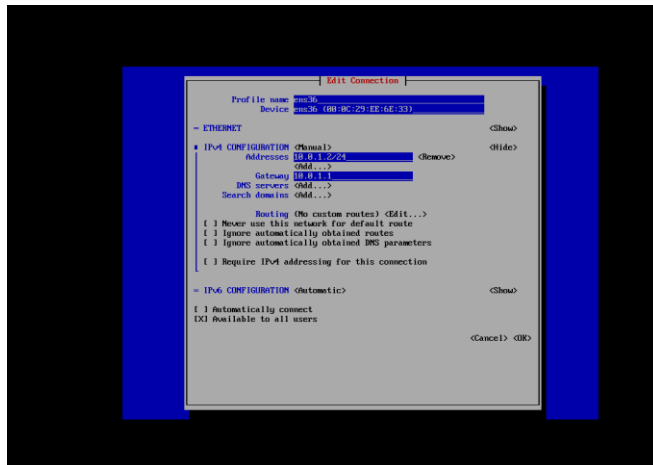 Edit Connection
Profile name ens36
Device ens36 (00:0C:29:EE:6E:33)
= ETHERNET <Show>
IPv4 CONFIGURATION <Manual> <Hide>
Addresses 10.0.1.2/24 <Remove>
<Add...>
Gateway 10.0.1.1
DNS servers <Add...>
Search domains <Add...>
Routing (No custom routes) <Edit...>
[ ] Never use this network for default route
[ ] Ignore automatically obtained routes
[ ] Ignore automatically obtained DNS parameters
[ ] Require IPv4 addressing for this connection
= IPv6 CONFIGURATION <Automatic> <Show>
[ ] Automatically connect
[X] Available to all users
<Cancel> <OK>